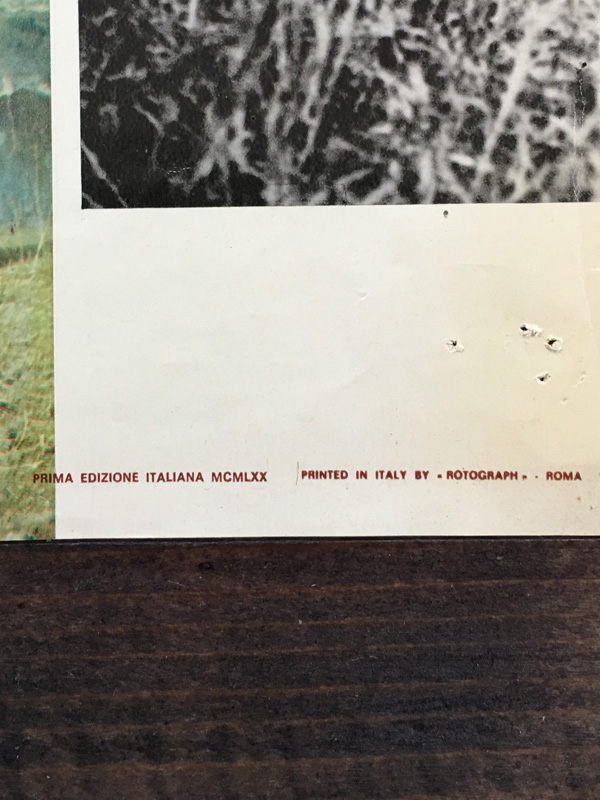 PRIMA EDIZIONE ITALIANA MCMLXX PRINTED IN ITALY BY « ROTOGRAPH » - ROMA